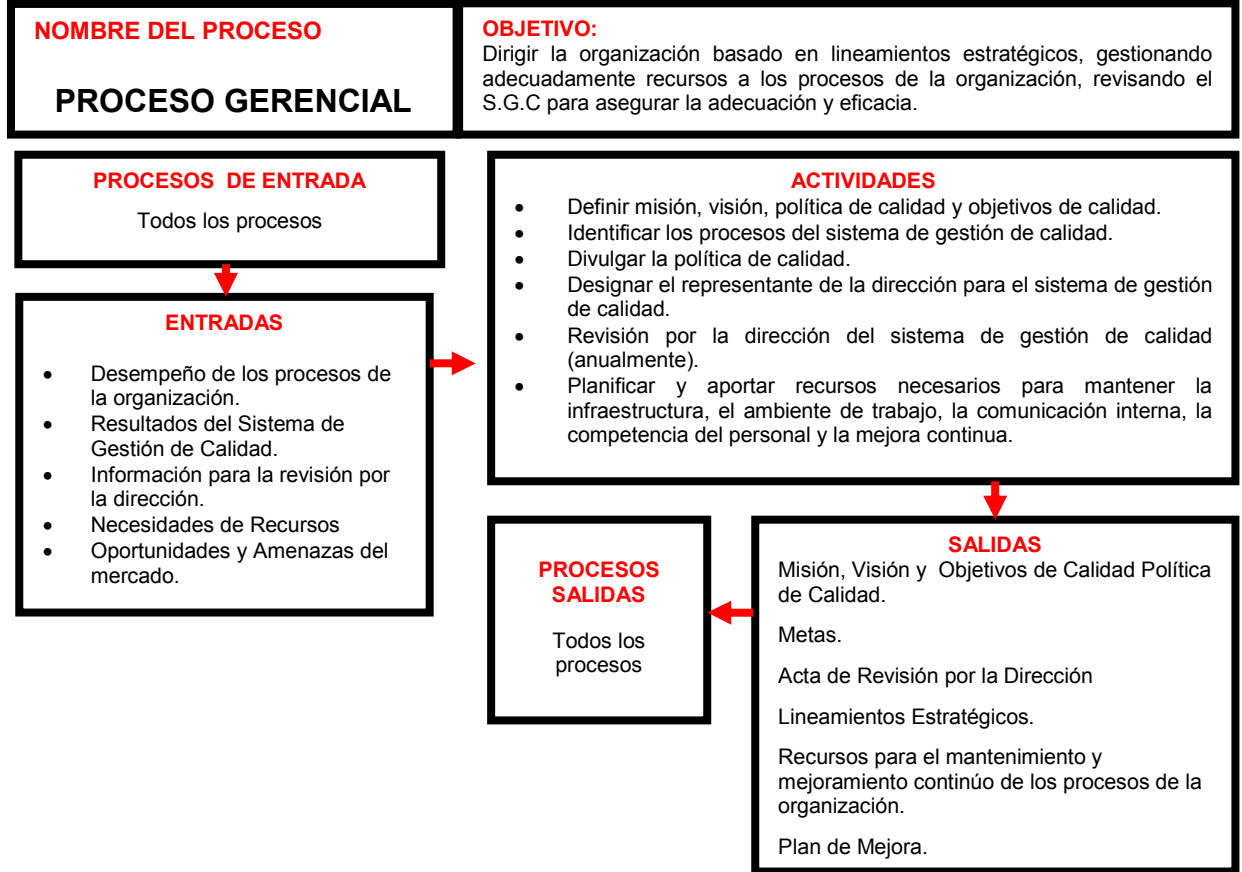 NOMBRE DEL PROCESO
PROCESO GERENCIAL
OBJETIVO:
Dirigir la organización basado en lineamientos estratégicos, gestionando
adecuadamente recursos a los procesos de la organización, revisando el
S.G.C para asegurar la adecuación y eficacia.
PROCESOS DE ENTRADA
Todos los procesos
ENTRADAS
• Desempeño de los procesos de
la organización.
• Resultados del Sistema de
Gestión de Calidad.
• Información para la revisión por
la dirección.
• Necesidades de Recursos
• Oportunidades y Amenazas del
mercado.
ACTIVIDADES
• Definir misión, visión, política de calidad y objetivos de calidad.
• Identificar los procesos del sistema de gestión de calidad.
• Divulgar la política de calidad.
• Designar el representante de la dirección para el sistema de gestión
de calidad.
• Revisión por la dirección del sistema de gestión de calidad
(anualmente).
• Planificar y aportar recursos necesarios para mantener la
infraestructura, el ambiente de trabajo, la comunicación interna, la
competencia del personal y la mejora continua.
SALIDAS
Misión, Visión y Objetivos de Calidad Política
de Calidad.
Metas.
Acta de Revisión por la Dirección
Lineamientos Estratégicos.
Recursos para el mantenimiento y
mejoramiento continúo de los procesos de la
organización.
Plan de Mejora.
PROCESOS
SALIDAS
Todos los
procesos